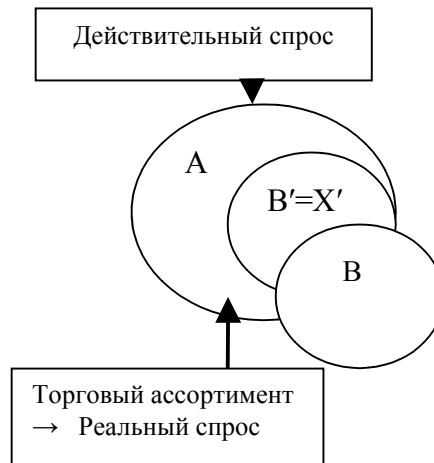 Действительный спрос
A
B′=X′
B
Торговый ассортимент
→ Реальный спрос